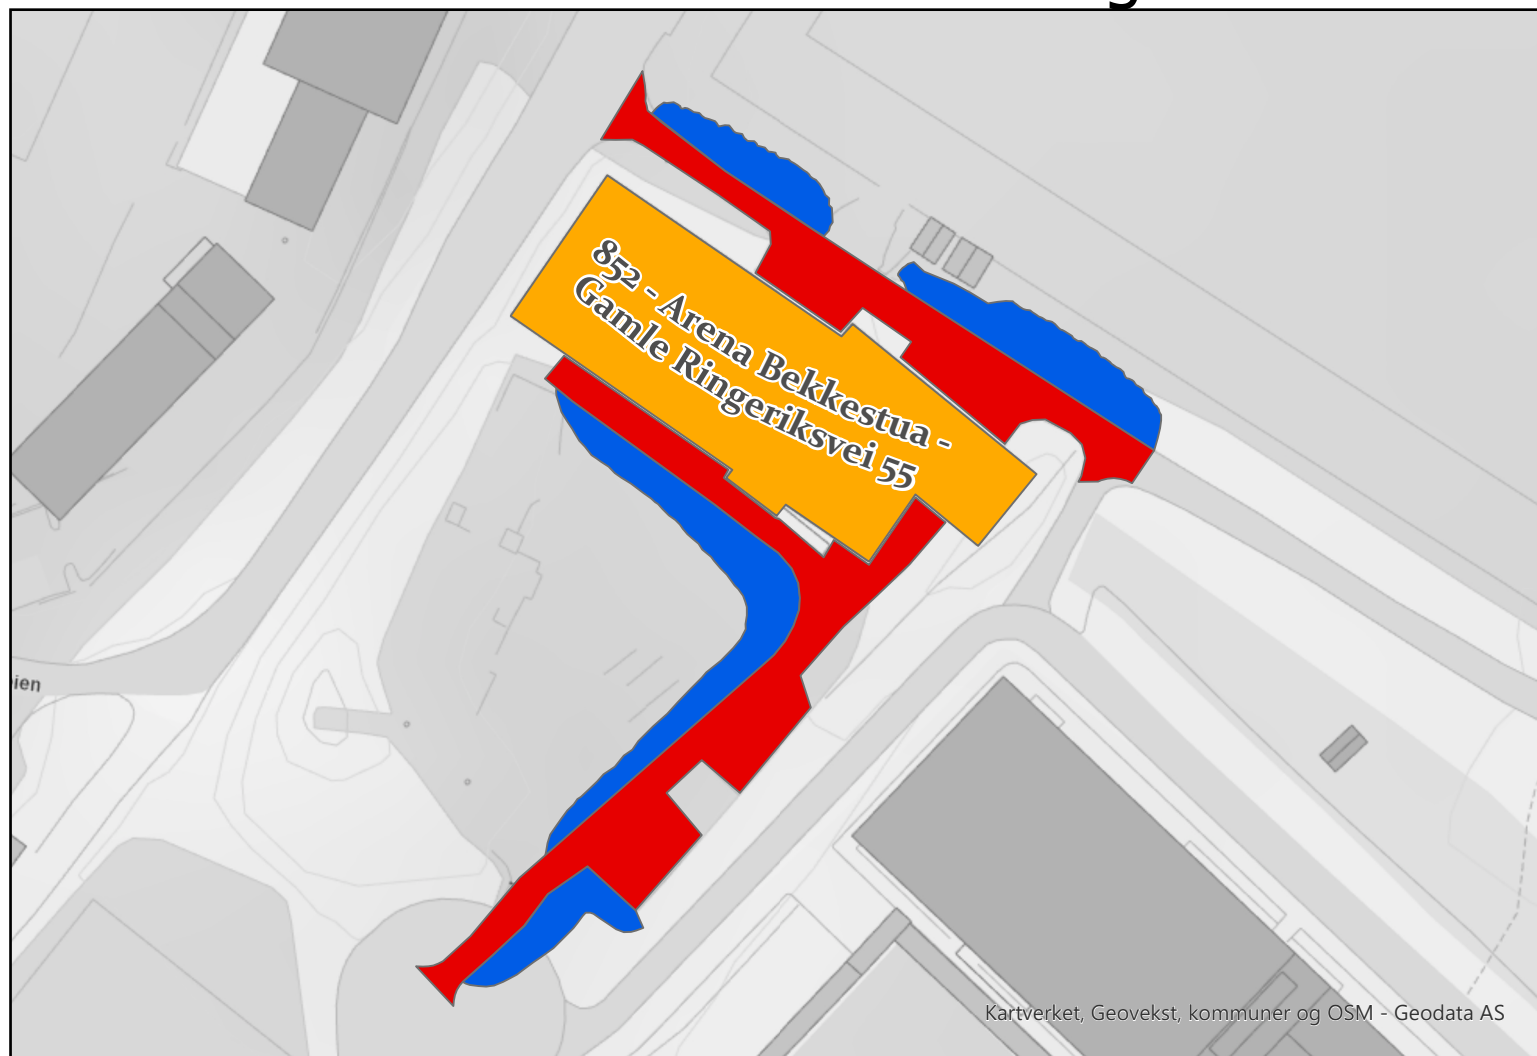 852 - Arena Bekkestua -
Gamle Ringeriksvei 55
ien
Kartverket, Geovekst, kommuner og OSM - Geodata AS